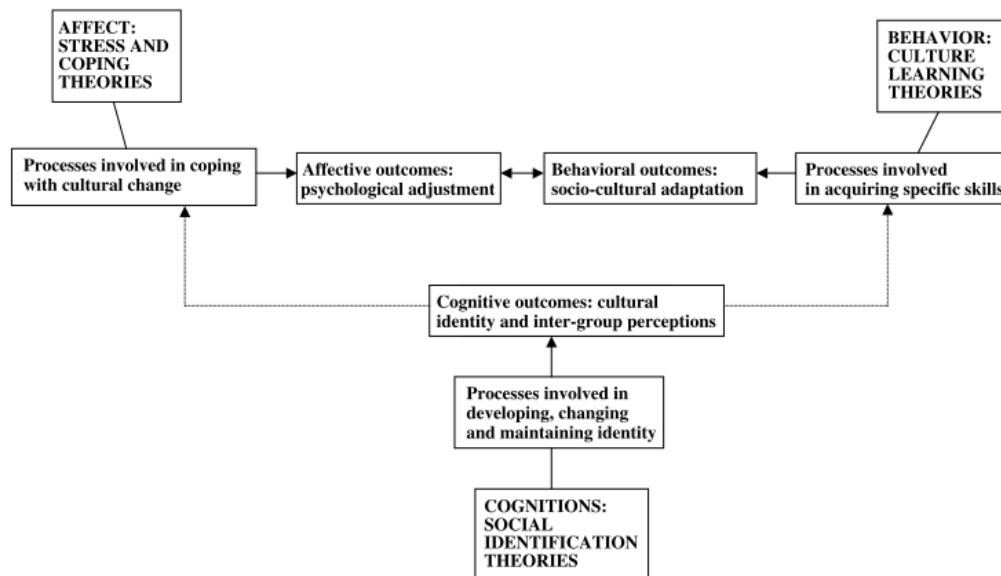 AFFECT:
STRESS AND
COPING
THEORIES
BEHAVIOR:
CULTURE
LEARNING
THEORIES
Processes involved in coping
with cultural change
Affective outcomes:
psychological adjustment
Behavioral outcomes:
socio-cultural adaptation
Processes involved
in acquiring specific skills
Cognitive outcomes: cultural
identity and inter-group perceptions
Processes involved in
developing, changing
and maintaining identity
COGNITIONS:
SOCIAL
IDENTIFICATION
THEORIES